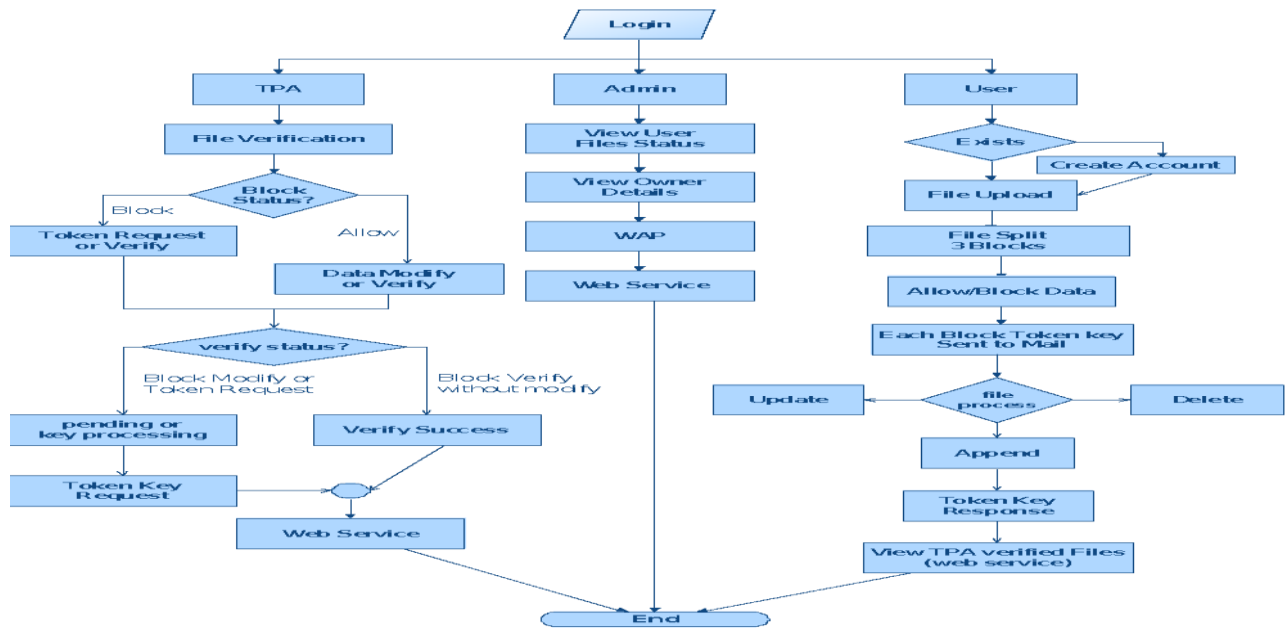 Login
TPA
Admin
User
File Verification
View User
Files Status
Exists
Create Account
Block
Status?
View Owner
Details
File Upload
Block
Allow
Token Request
or Verify
WAP
File Split
3 Blocks
Data Modify
or Verify
Web Service
Allow/Block Data
verify status?
Each Block Token key
Sent to Mail
Block Modify or
Token Request
Block Verify
without modify
Update
file
process
Delete
pending or
key processing
Verify Success
Append
Token Key
Request
Token Key
Response
Web Service
View TPA verified Files
(web service)
End